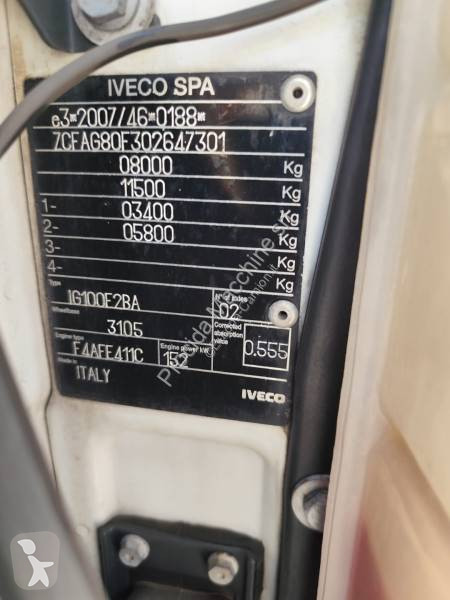 IVECO SPA
e3*2007/46*0188*
ZCFAG80F302647301
08000 Kg
11500 Kg
1- 03400 Kg
2- 05800 Kg
3- Kg
4- Kg
Type IG100E2BA N° of axles 02
Wheelbase 3105 Corrected absorption value 0.555
Engine type F4AFE411C Engine power kW 152
Made in ITALY
IVECO